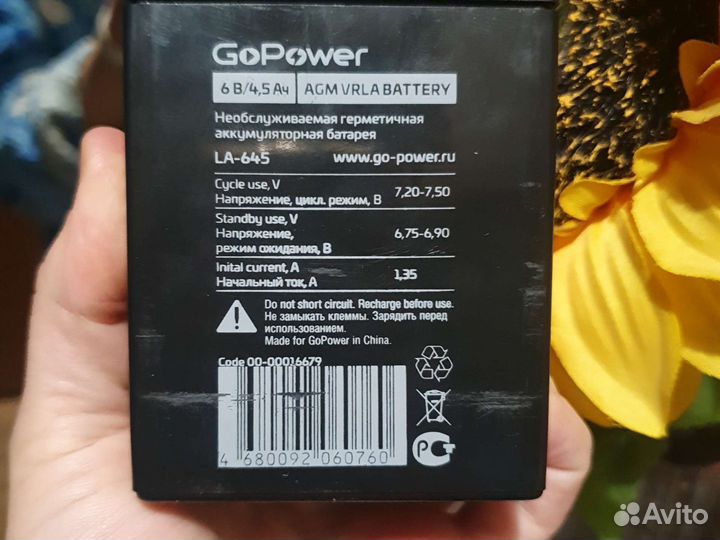 GoPower
6 В/4,5 Ач AGM VRLA BATTERY
Необслуживаемая герметичная
аккумуляторная батарея
LA-645 www.go-power.ru
Cycle use, V
Напряжение, цикл. режим, В 7,20-7,50
Standby use, V
Напряжение,
режим ожидания, В 6,75-6,90
Inital current, A
Начальный ток, А 1,35
Do not short circuit. Recharge before use.
Не замыкать клеммы. Зарядить перед
использованием.
Made for GoPower in China.
Code 00-00016679
4 680092 060760
Avito